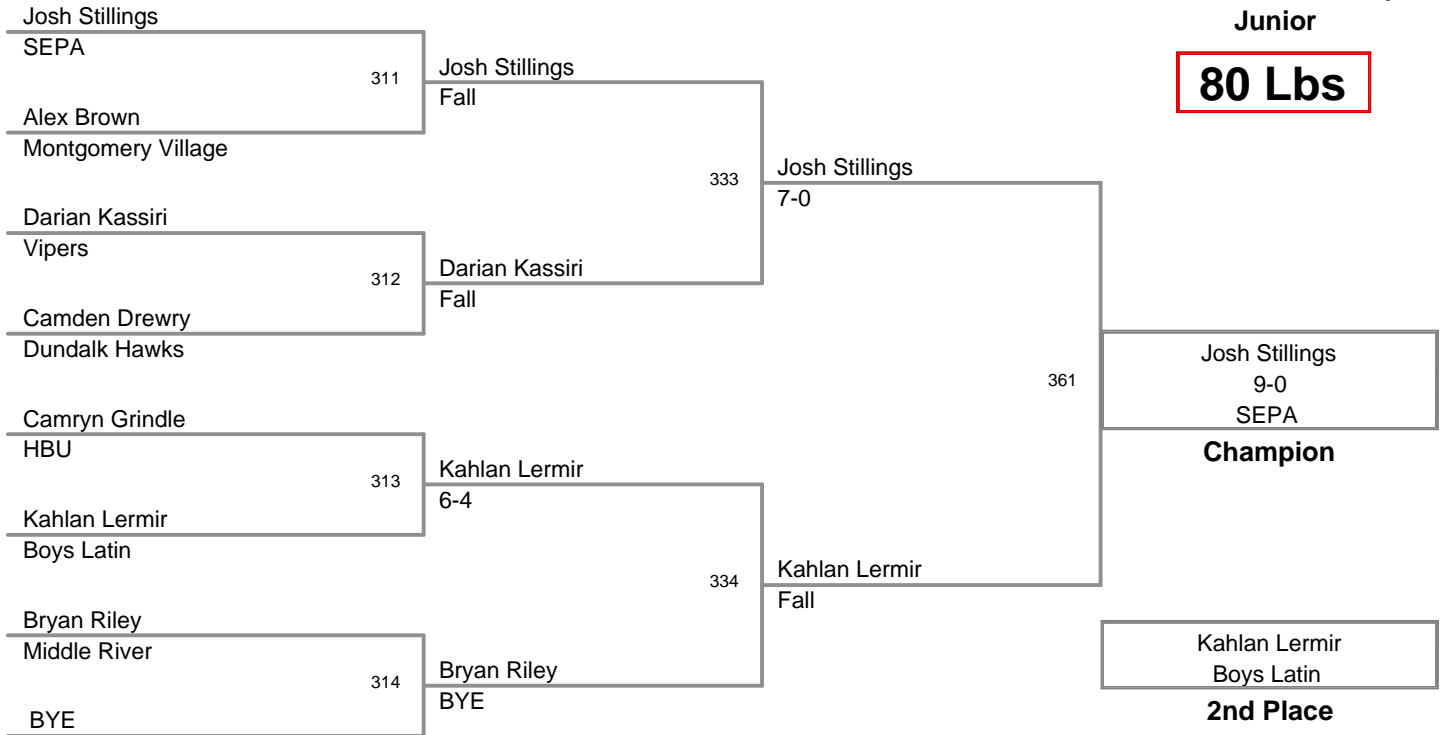 Junior
80 Lbs
Josh Stillings
SEPA
311
Alex Brown
Montgomery Village
Josh Stillings
Fall
Darian Kassiri
Vipers
312
Camden Drewry
Dundalk Hawks
Darian Kassiri
Fall
333
Josh Stillings
7-0
Camryn Grindle
HBU
313
Kahlan Lermir
Boys Latin
Kahlan Lermir
6-4
Bryan Riley
Middle River
314
BYE
Bryan Riley
BYE
334
Kahlan Lermir
Fall
361
Josh Stillings
9-0
SEPA
Champion
Kahlan Lermir
Boys Latin
2nd Place